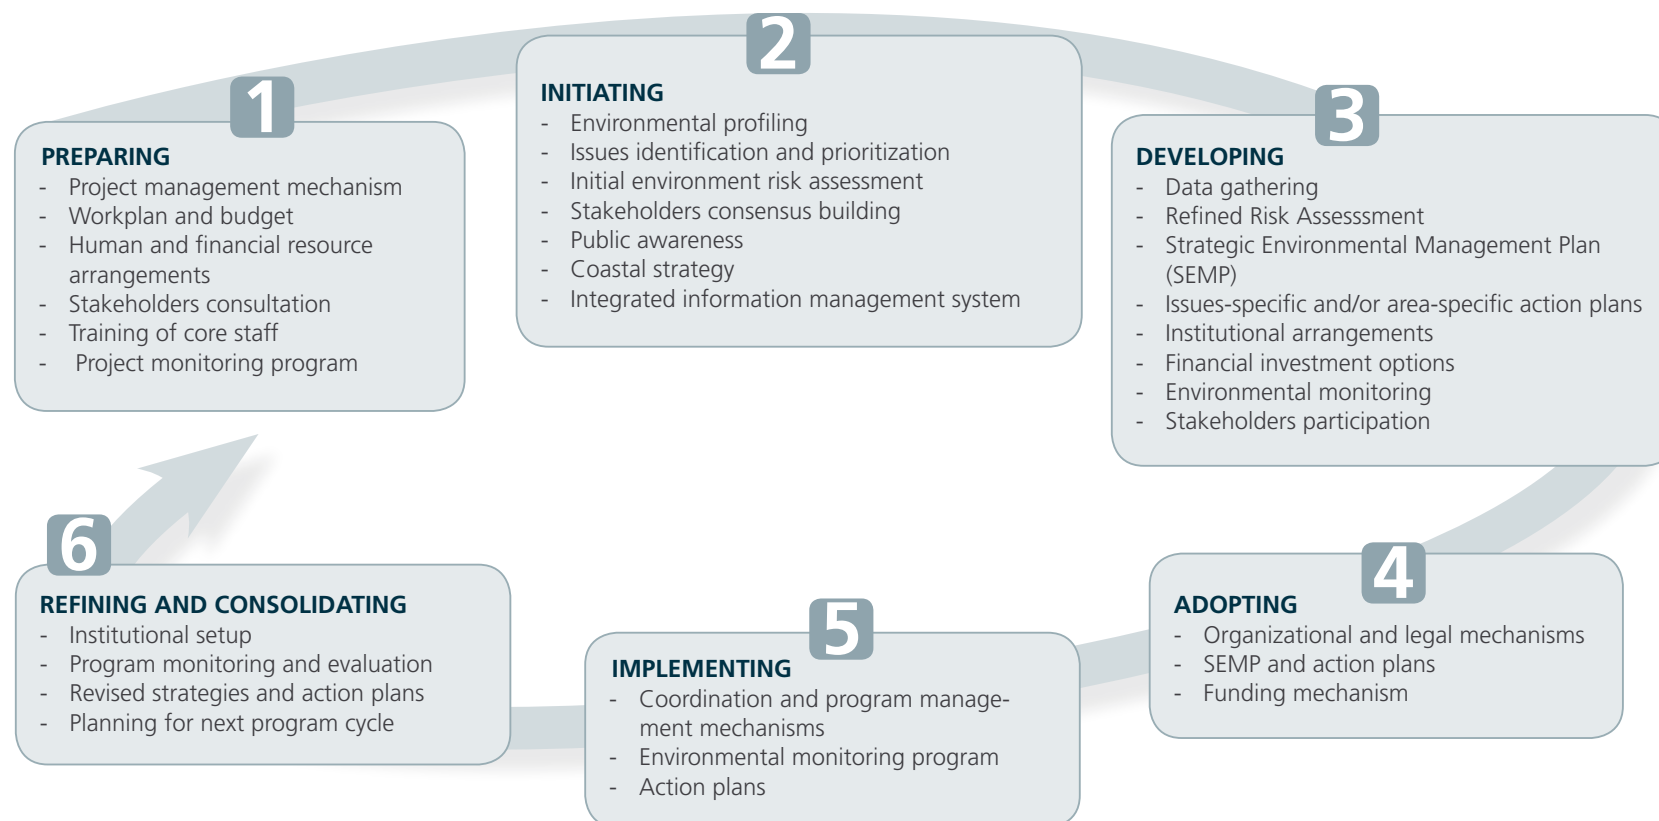 1
PREPARING
- Project management mechanism
- Workplan and budget
- Human and financial resource
arrangements
- Stakeholders consultation
- Training of core staff
- Project monitoring program
2
INITIATING
- Environmental profiling
- Issues identification and prioritization
- Initial environment risk assessment
- Stakeholders consensus building
- Public awareness
- Coastal strategy
- Integrated information management system
3
DEVELOPING
- Data gathering
- Refined Risk Assesssment
- Strategic Environmental Management Plan
(SEMP)
- Issues-specific and/or area-specific action plans
- Institutional arrangements
- Financial investment options
- Environmental monitoring
- Stakeholders participation
4
ADOPTING
- Organizational and legal mechanisms
- SEMP and action plans
- Funding mechanism
5
IMPLEMENTING
- Coordination and program manage-
ment mechanisms
- Environmental monitoring program
- Action plans
6
REFINING AND CONSOLIDATING
- Institutional setup
- Program monitoring and evaluation
- Revised strategies and action plans
- Planning for next program cycle